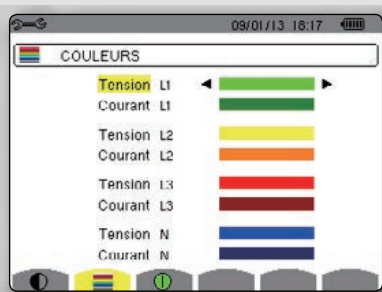 09/01/13 18:17
COULEURS
Tension L1
Courant L1
Tension L2
Courant L2
Tension L3
Courant L3
Tension N
Courant N